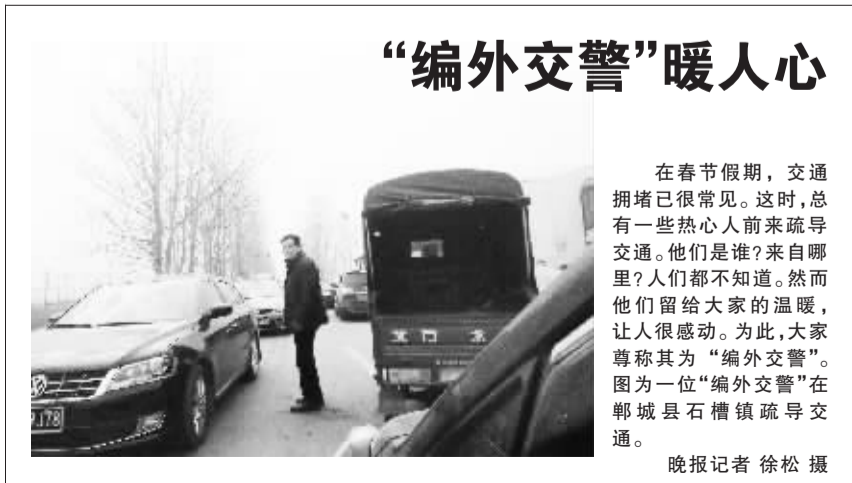 “编外交警”暖人心
在春节假期，交通
拥堵已很常见。这时，总
有一些热心人前来疏导
交通。他们是谁？来自哪
里？人们都不知道。然而
他们留给大家的温暖，
让人很感动。为此，大家
尊称其为“编外交警”。
图为一位“编外交警”在
郸城县石槽镇疏导交
通。
晚报记者 徐松 摄